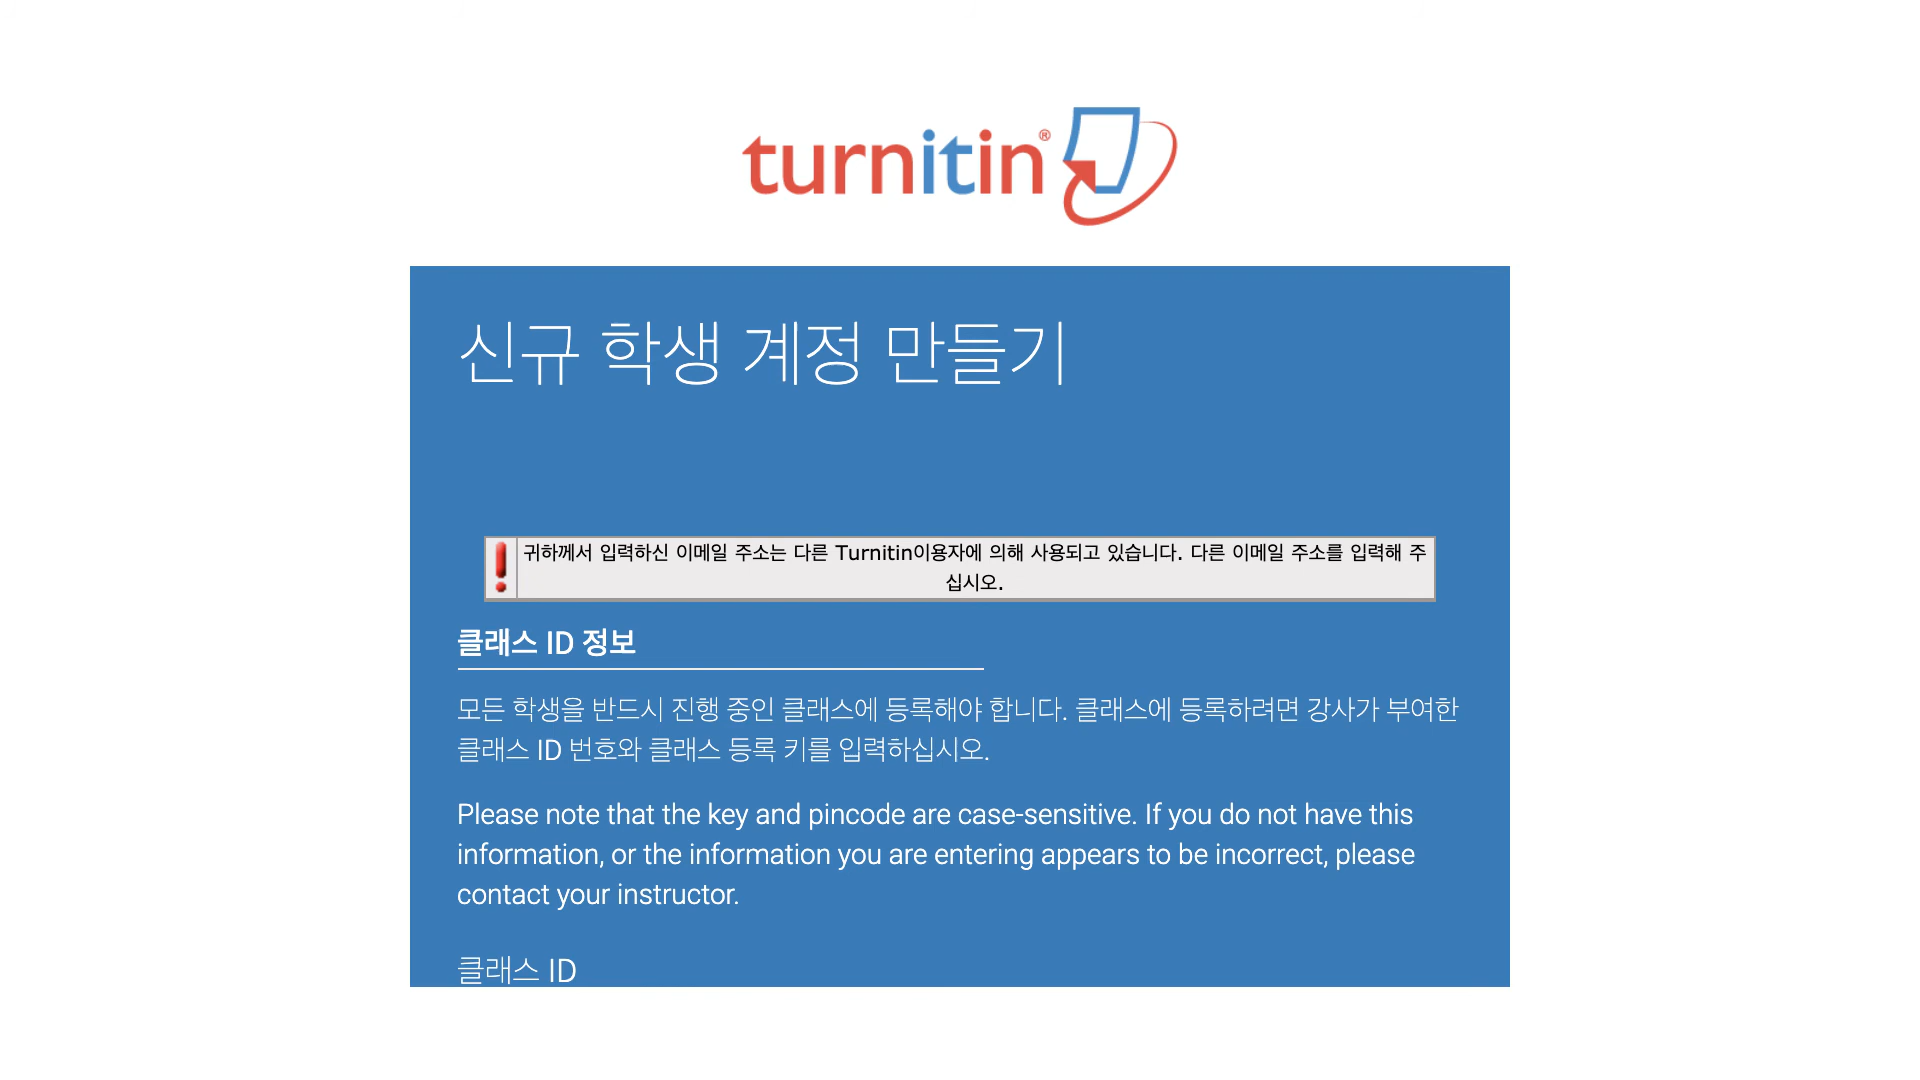 turnitin®
신규 학생 계정 만들기
귀하께서 입력하신 이메일 주소는 다른 Turnitin이용자에 의해 사용되고 있습니다. 다른 이메일 주소를 입력해 주
십시오.
클래스 ID 정보
모든 학생을 반드시 진행 중인 클래스에 등록해야 합니다. 클래스에 등록하려면 강사가 부여한
클래스 ID 번호와 클래스 등록 키를 입력하십시오.
Please note that the key and pincode are case-sensitive. If you do not have this
information, or the information you are entering appears to be incorrect, please
contact your instructor.
클래스 ID